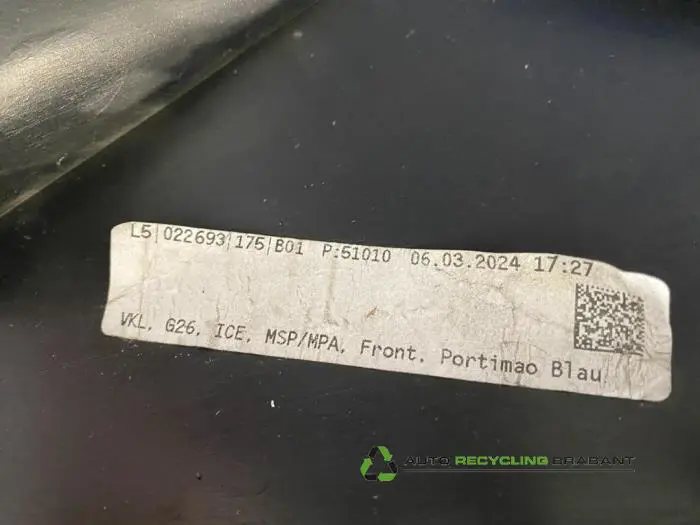 L5|022693|175|B01 P:51010 06.03.2024 17:27
VKL, G26, ICE, MSP/MPA, Front, Portimao Blau
AUTO RECYCLING BRABANT